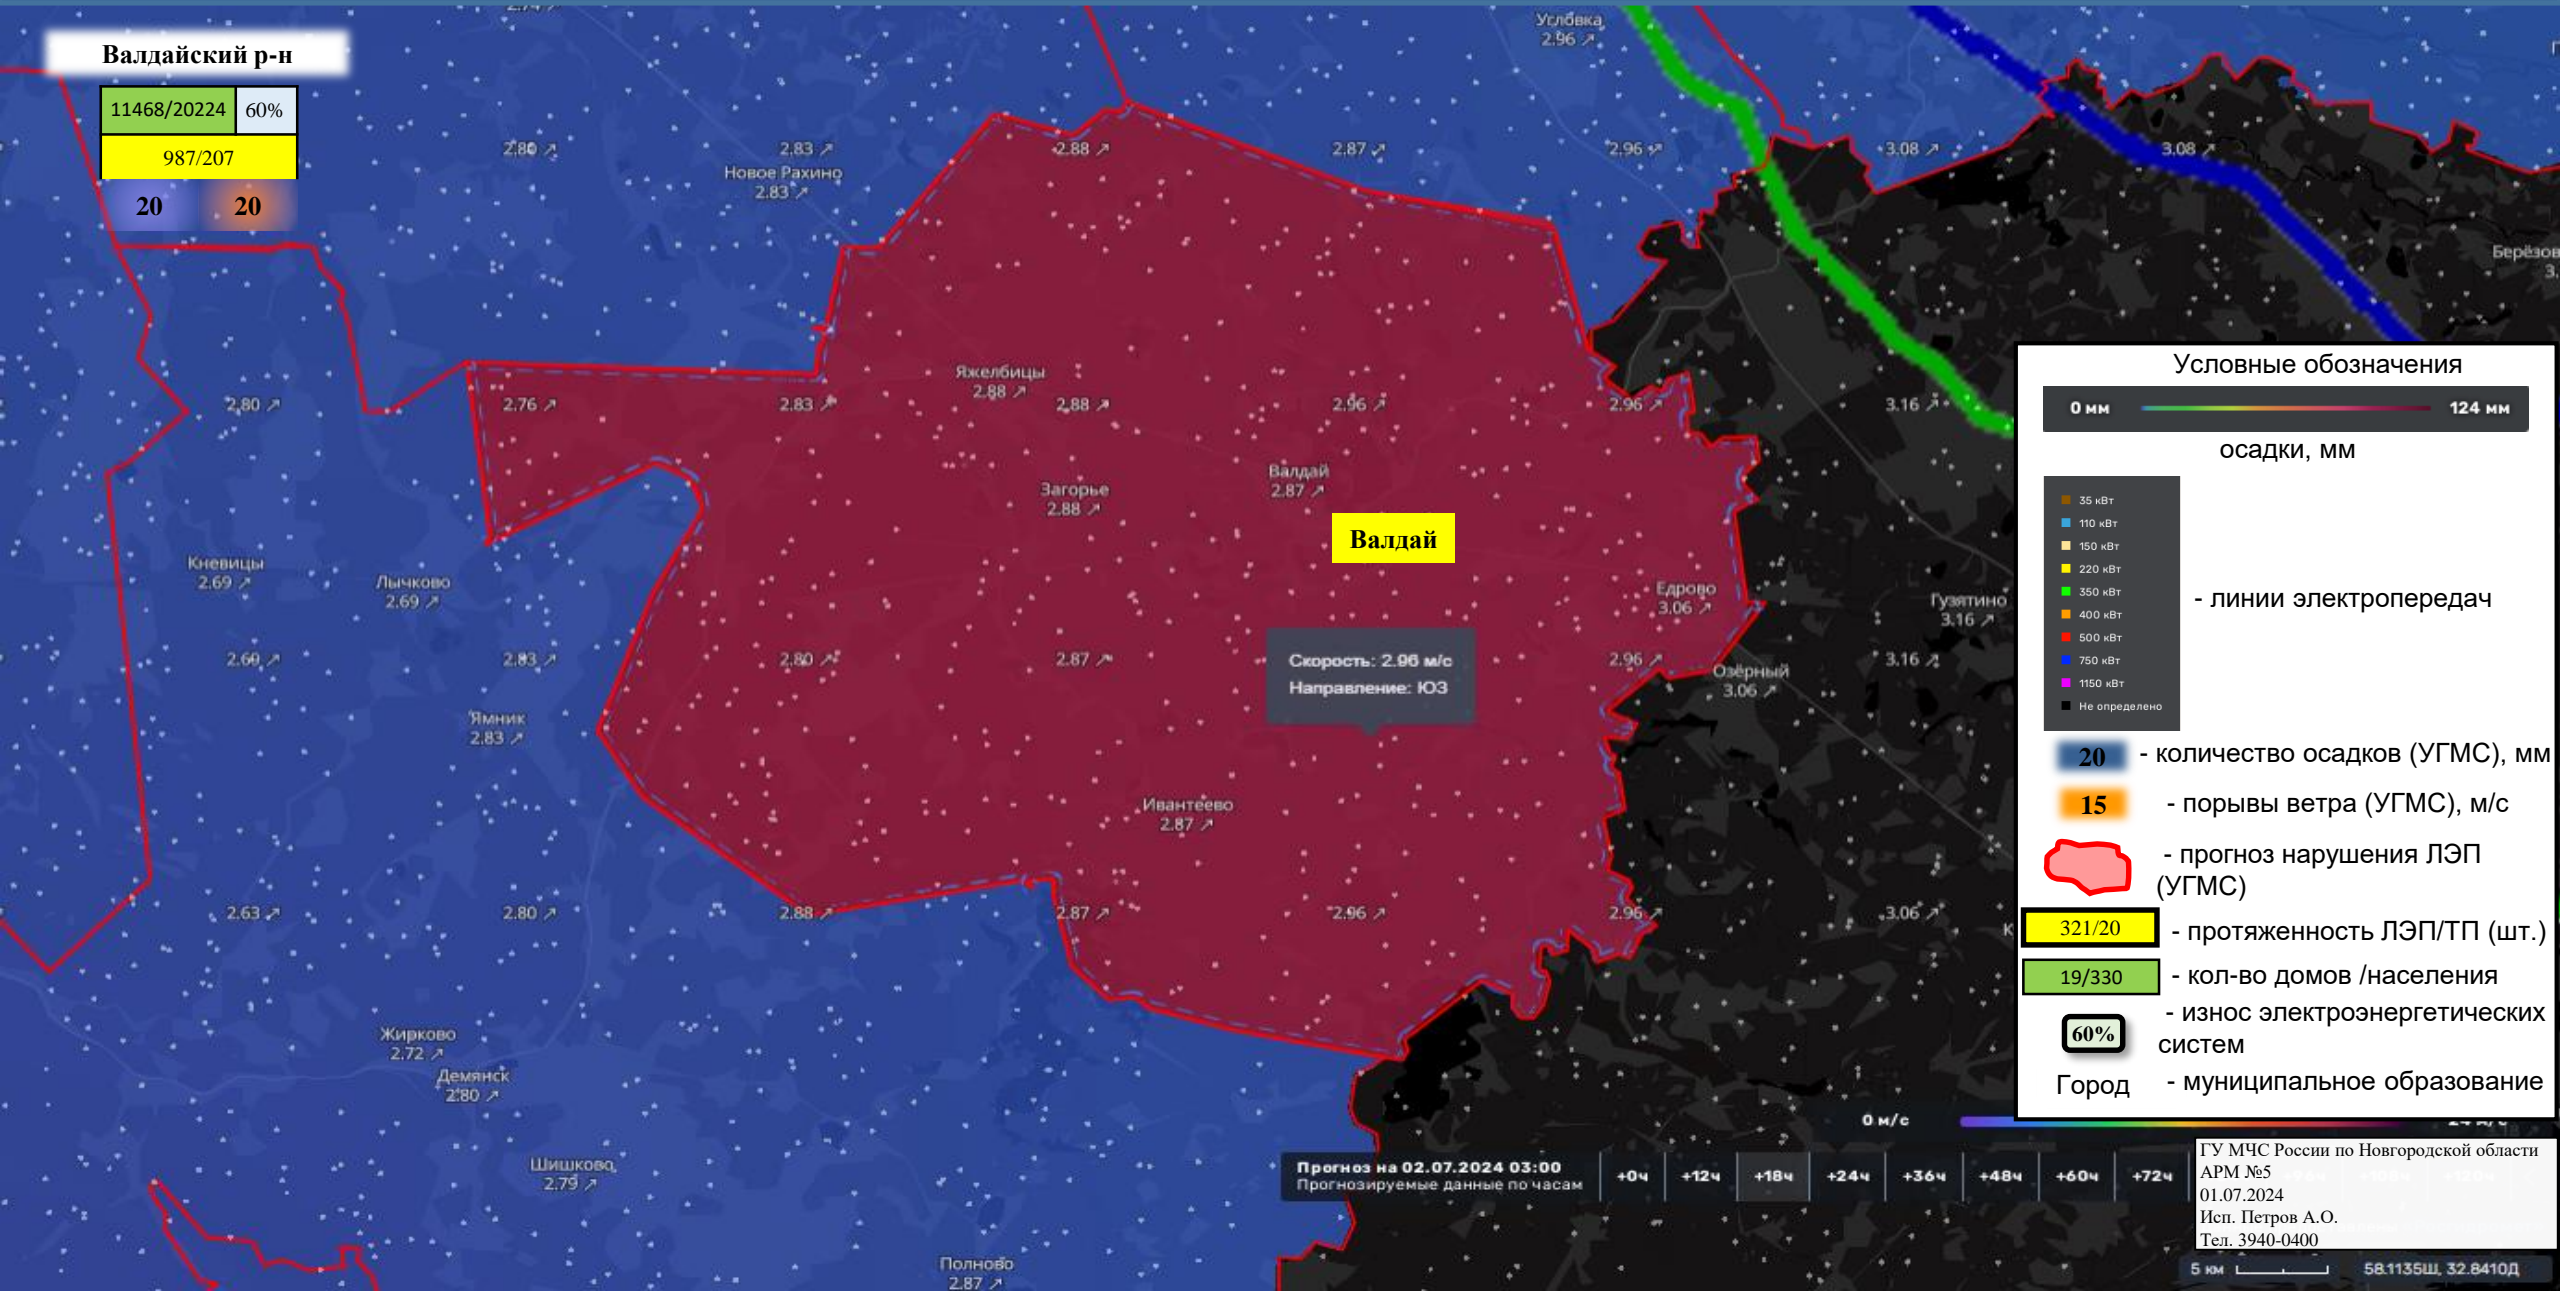 Валдайский р-н
11468/20224 60%
987/207
20 20
Угловка
2.96 ↗
2.80 ↗
2.83 ↗
Новое Рахино
2.83 ↗
2.88 ↗
2.87 ↗
2.96 ↗
3.08 ↗
3.08 ↗
2.80 ↗
2.76 ↗
2.83 ↗
Яжелбицы
2.88 ↗
2.88 ↗
2.96 ↗
2.96 ↗
3.16 ↗
Загорье
2.88 ↗
Валдай
2.87 ↗
Валдай
Кневицы
2.69 ↗
Лычково
2.69 ↗
Едрово
3.06 ↗
Гузятино
3.16 ↗
2.83 ↗
2.80 ↗
2.87 ↗
Скорость: 2.96 м/с
Направление: ЮЗ
2.96 ↗
Озёрный
3.06 ↗
3.16 ↗
Ямник
2.83 ↗
Ивантеево
2.87 ↗
2.63 ↗
2.80 ↗
2.88 ↗
2.87 ↗
2.96 ↗
2.96 ↗
3.06 ↗
Жирково
2.72 ↗
Демянск
2.80 ↗
Шишково
2.79 ↗
Полново
2.87 ↗
Условные обозначения
0 мм 124 мм
осадки, мм
35 кВт
110 кВт
150 кВт
220 кВт
350 кВт
400 кВт
500 кВт
750 кВт
1150 кВт
Не определено
- линии электропередач
20 - количество осадков (УГМС), мм
15 - порывы ветра (УГМС), м/с
- прогноз нарушения ЛЭП
(УГМС)
321/20 - протяженность ЛЭП/ТП (шт.)
19/330 - кол-во домов /населения
60% - износ электроэнергетических
систем
Город - муниципальное образование
0 м/с
Прогноз на 02.07.2024 03:00
Прогнозируемые данные по часам
+0ч +12ч +18ч +24ч +36ч +48ч +60ч +72ч
ГУ МЧС России по Новгородской области
АРМ №5
01.07.2024
Исп. Петров А.О.
Тел. 3940-0400
5 км 58.1135Ш, 32.8410Д